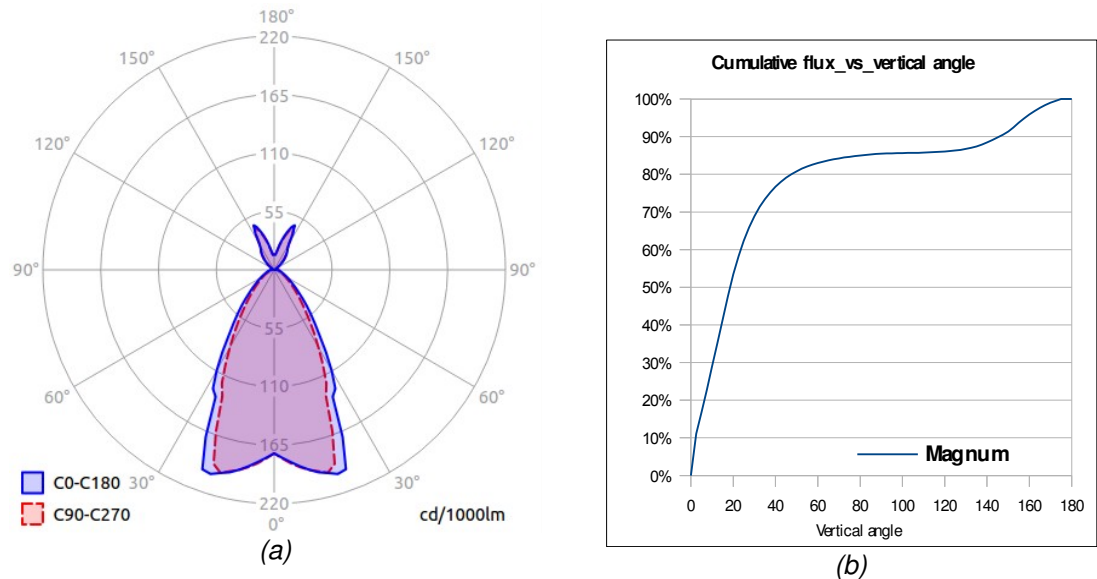 180°
220
150° 150°
165
120° 120°
110
55
90° 90°
55
60° 110 60°
165
C0-C180 30° 30°
220
C90-C270 0° cd/1000lm
(a)
Cumulative flux_vs_vertical angle
100%
90%
80%
70%
60%
50%
40%
30%
20%
10%
0%
Magnum
0 20 40 60 80 100 120 140 160 180
Vertical angle
(b)